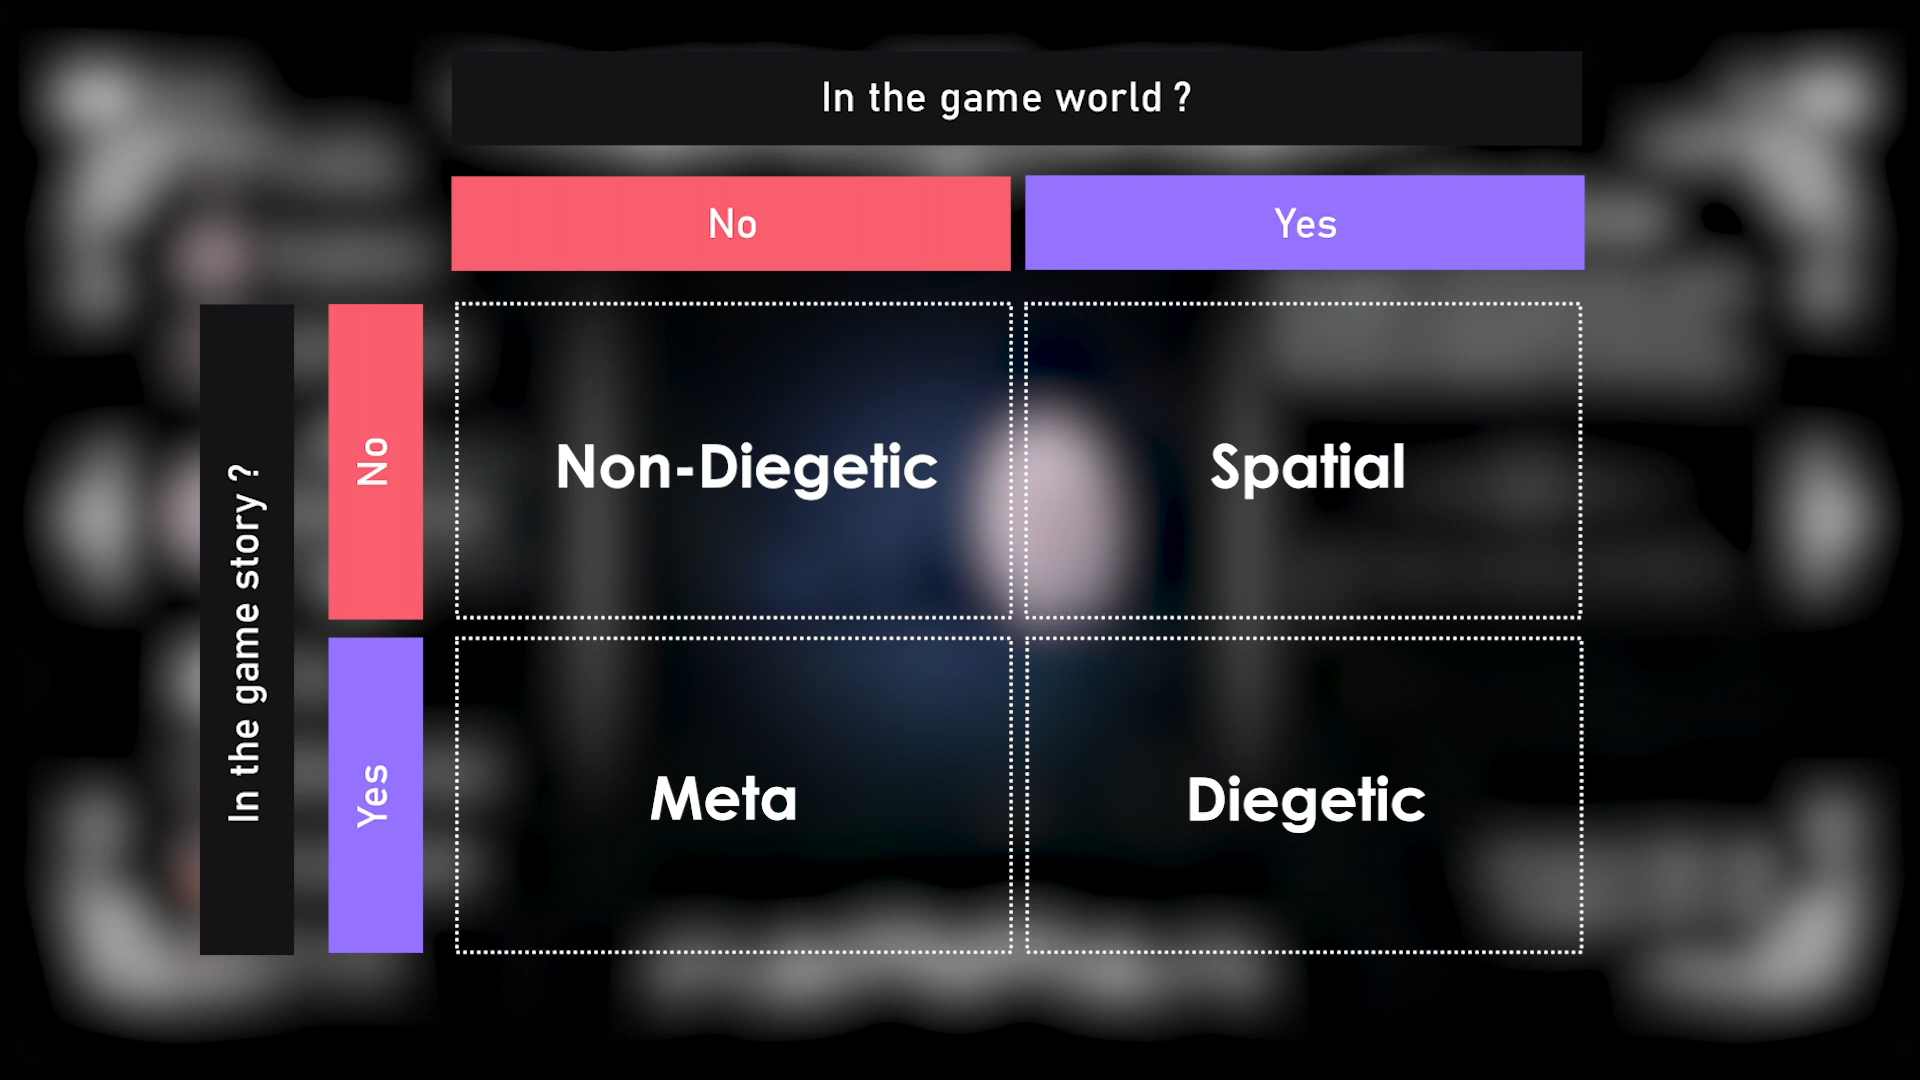 In the game world ?
No
Yes
In the game story ?
No
Non-Diegetic
Spatial
Yes
Meta
Diegetic